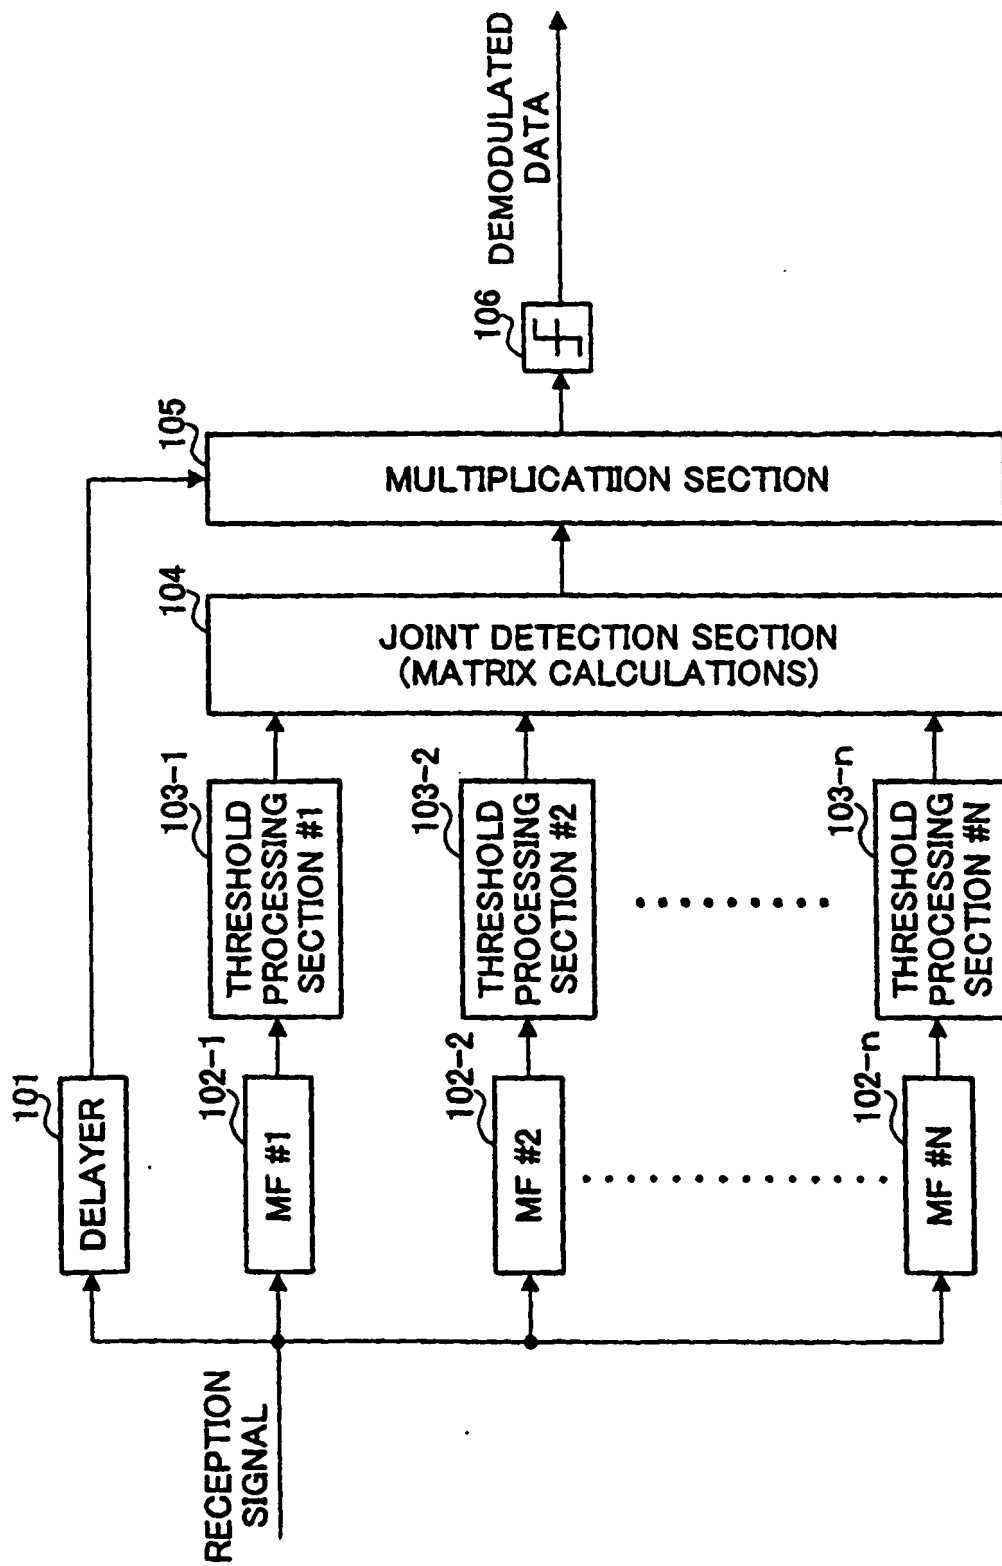 RECEPTION
SIGNAL
101
DELAYER
102-1
MF #1
103-1
THRESHOLD
PROCESSING
SECTION #1
102-2
MF #2
103-2
THRESHOLD
PROCESSING
SECTION #2
102-n
MF #N
103-n
THRESHOLD
PROCESSING
SECTION #N
104
JOINT DETECTION SECTION
(MATRIX CALCULATIONS)
105
MULTIPLICATIION SECTION
106
DEMODULATED
DATA